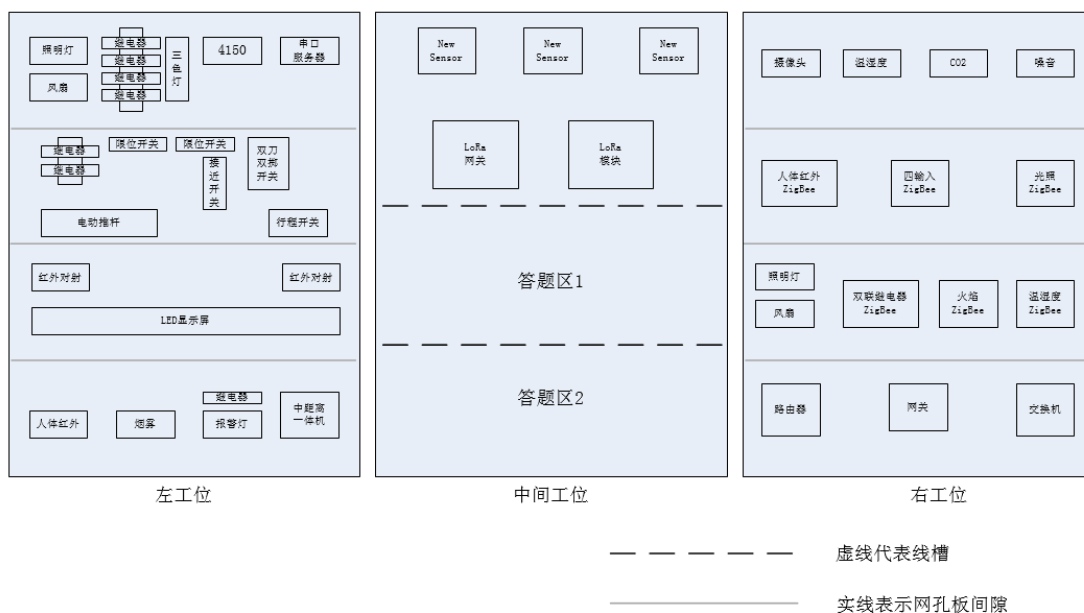 照明灯
继电器
继电器
继电器
继电器
三
色
灯
4150
串口
服务器
风扇
继电器
继电器
限位开关
限位开关
接
近
开
关
双刀
双掷
开关
电动推杆
行程开关
红外对射
红外对射
LED显示屏
人体红外
烟雾
继电器
报警灯
中距离
一体机
左工位
New
Sensor
New
Sensor
New
Sensor
LoRa
网关
LoRa
模块
答题区1
答题区2
中间工位
摄像头
温湿度
CO2
噪音
人体红外
ZigBee
四输入
ZigBee
光照
ZigBee
照明灯
风扇
双联继电器
ZigBee
火焰
ZigBee
温湿度
ZigBee
路由器
网关
交换机
右工位
虚线代表线槽
实线表示网孔板间隙